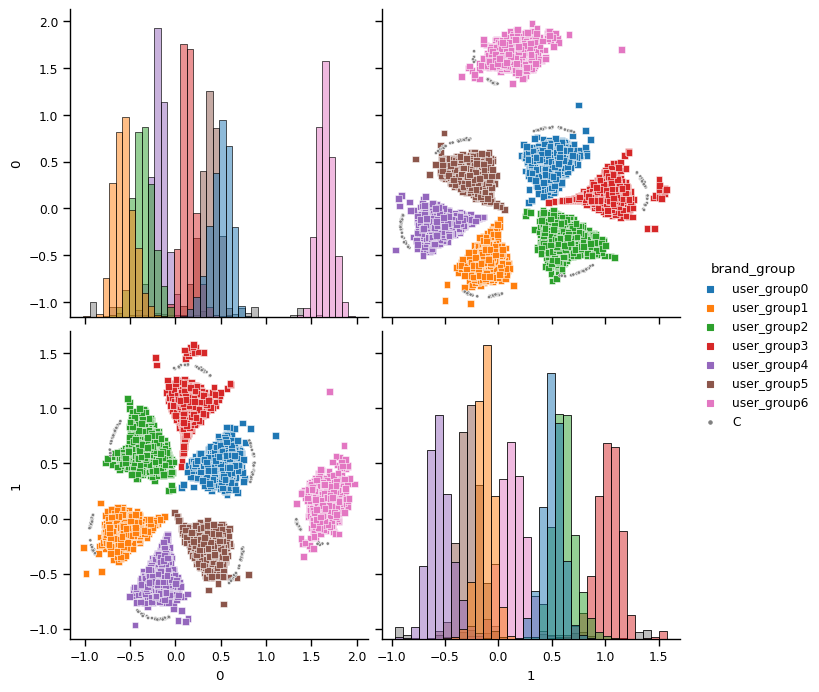 2.0
1.5
1.0
0.5
0.0
−0.5
−1.0
0
1.5
1.0
0.5
0.0
−0.5
−1.0
1
−1.0 −0.5 0.0 0.5 1.0 1.5 2.0
0
−1.0 −0.5 0.0 0.5 1.0 1.5
1
brand_group
user_group0
user_group1
user_group2
user_group3
user_group4
user_group5
user_group6
C